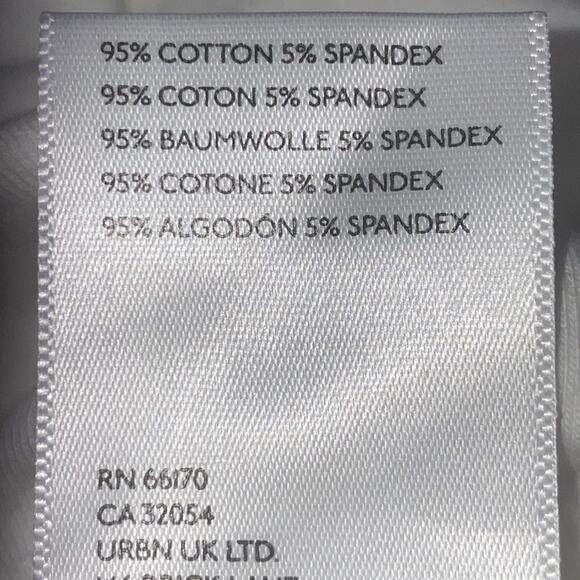 95% COTTON 5% SPANDEX
95% COTON 5% SPANDEX
95% BAUMWOLLE 5% SPANDEX
95% COTONE 5% SPANDEX
95% ALGODÓN 5% SPANDEX
RN 66170
CA 32054
URBN UK LTD.